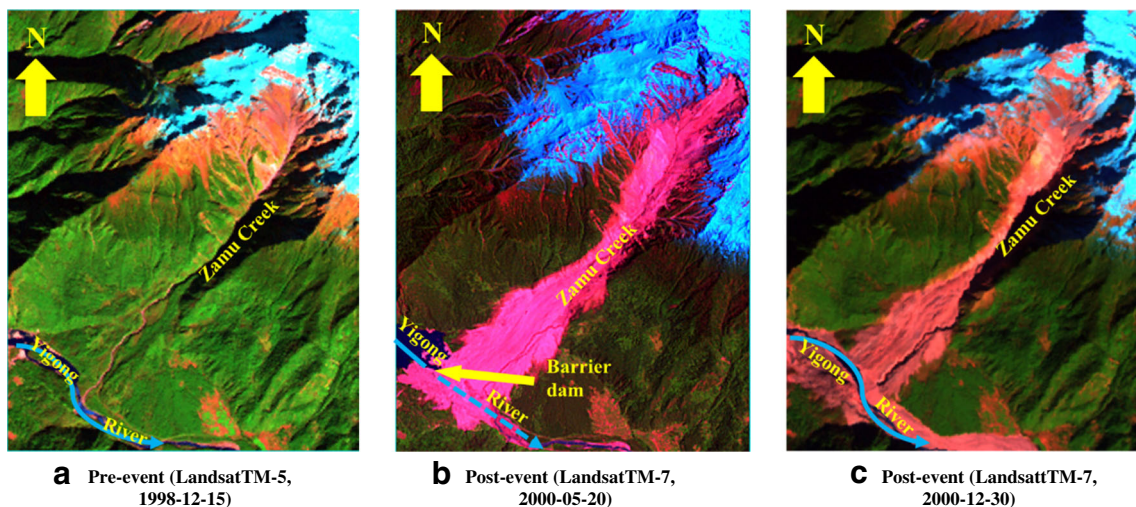 N
Zamu Creek
Yigong
River
N
Zamu Creek
Yigong
River
Barrier
dam
N
Zamu Creek
Yigong
River
a Pre-event (LandsatTM-5,
1998-12-15)
b Post-event (LandsatTM-7,
2000-05-20)
c Post-event (LandsattTM-7,
2000-12-30)